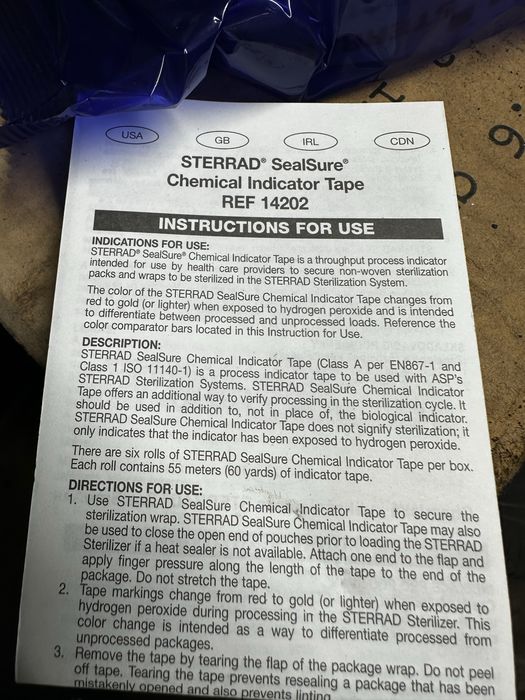 USA GB IRL CDN
STERRAD® SealSure®
Chemical Indicator Tape
REF 14202
INSTRUCTIONS FOR USE
INDICATIONS FOR USE:
STERRAD® SealSure® Chemical Indicator Tape is a throughput process indicator
intended for use by health care providers to secure non-woven sterilization
packs and wraps to be sterilized in the STERRAD Sterilization System.
The color of the STERRAD SealSure Chemical Indicator Tape changes from
red to gold (or lighter) when exposed to hydrogen peroxide and is intended
to differentiate between processed and unprocessed loads. Reference the
color comparator bars located in this Instruction for Use.
DESCRIPTION:
STERRAD SealSure Chemical Indicator Tape (Class A per EN867-1 and
Class 1 ISO 11140-1) is a process indicator tape to be used with ASP's
STERRAD Sterilization Systems. STERRAD SealSure Chemical Indicator
Tape offers an additional way to verify processing in the sterilization cycle. It
should be used in addition to, not in place of, the biological indicator.
STERRAD SealSure Chemical Indicator Tape does not signify sterilization; it
only indicates that the indicator has been exposed to hydrogen peroxide.
There are six rolls of STERRAD SealSure Chemical Indicator Tape per box.
Each roll contains 55 meters (60 yards) of indicator tape.
DIRECTIONS FOR USE:
1. Use STERRAD SealSure Chemical Indicator Tape to secure the
sterilization wrap. STERRAD SealSure Chemical Indicator Tape may also
be used to close the open end of pouches prior to loading the STERRAD
Sterilizer if a heat sealer is not available. Attach one end to the flap and
apply finger pressure along the length of the tape to the end of the
package. Do not stretch the tape.
2. Tape markings change from red to gold (or lighter) when exposed to
hydrogen peroxide during processing in the STERRAD Sterilizer. This
color change is intended as a way to differentiate processed from
unprocessed packages.
3. Remove the tape by tearing the flap of the package wrap. Do not peel
off tape. Tearing the tape prevents resealing a package that has been
mistakenly opened and also prevents linting